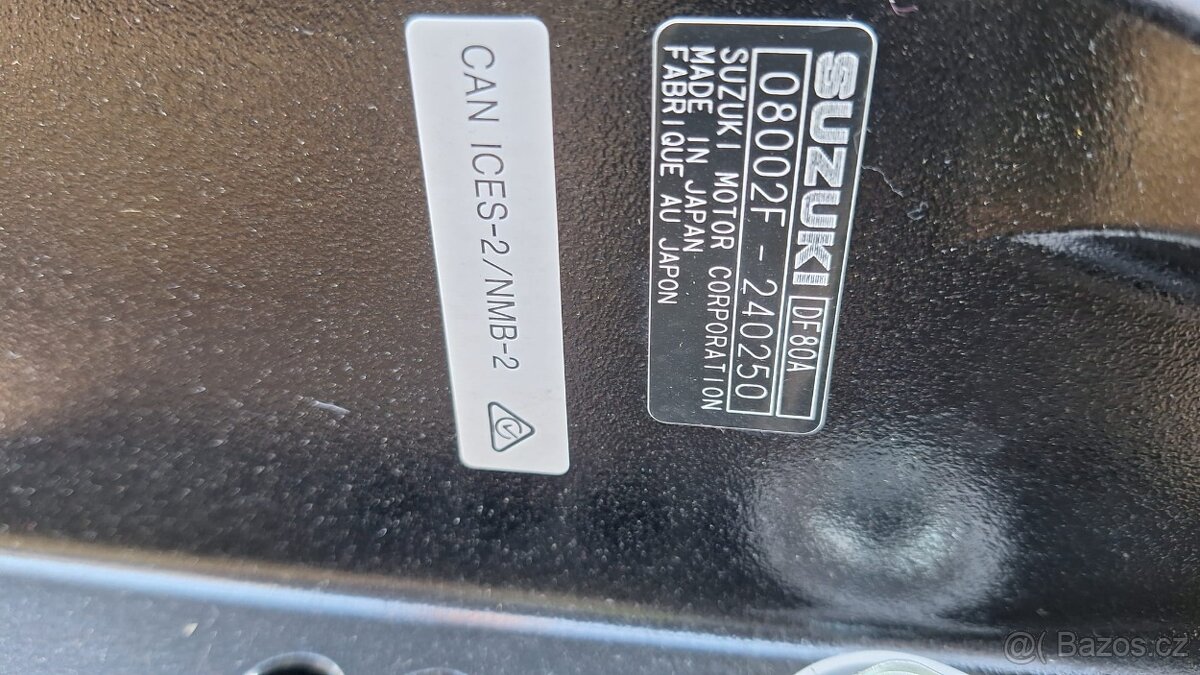 SUZUKI DF80A
08002F-240250
SUZUKI MOTOR CORPORATION
MADE IN JAPAN
FABRIQUE AU JAPON
CAN ICES-2/NMB-2
@( Bazos.cz